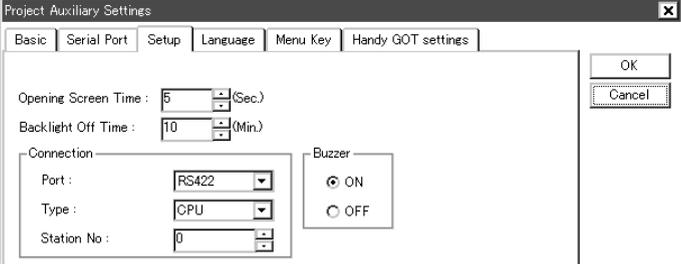 Project Auxiliary Settings
Basic Serial Port Setup Language Menu Key Handy GOT settings
OK
Cancel
Opening Screen Time : 5 (Sec.)
Backlight Off Time : 10 (Min.)
Connection
Port : RS422
Type : CPU
Station No : 0
Buzzer
ON
OFF